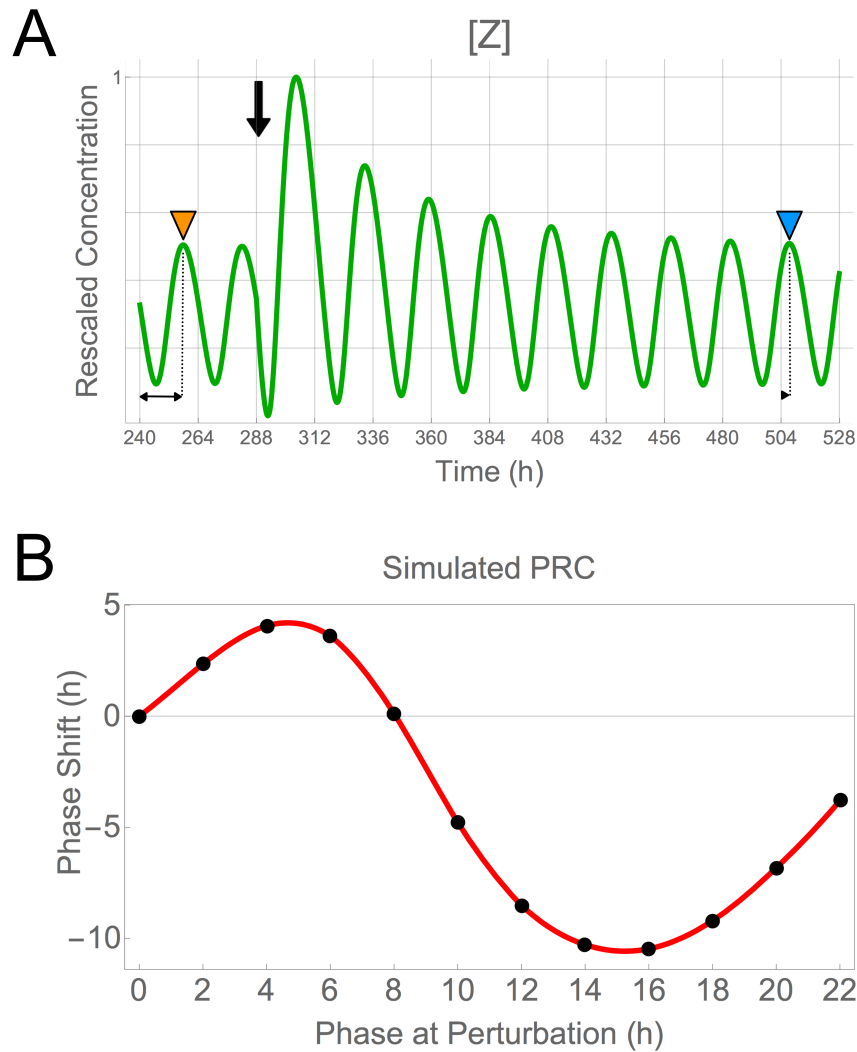 A
[Z]
Rescaled Concentration
1
240 264 288 312 336 360 384 408 432 456 480 504 528
Time (h)
B
Simulated PRC
Phase Shift (h)
5
0
−5
−10
0 2 4 6 8 10 12 14 16 18 20 22
Phase at Perturbation (h)